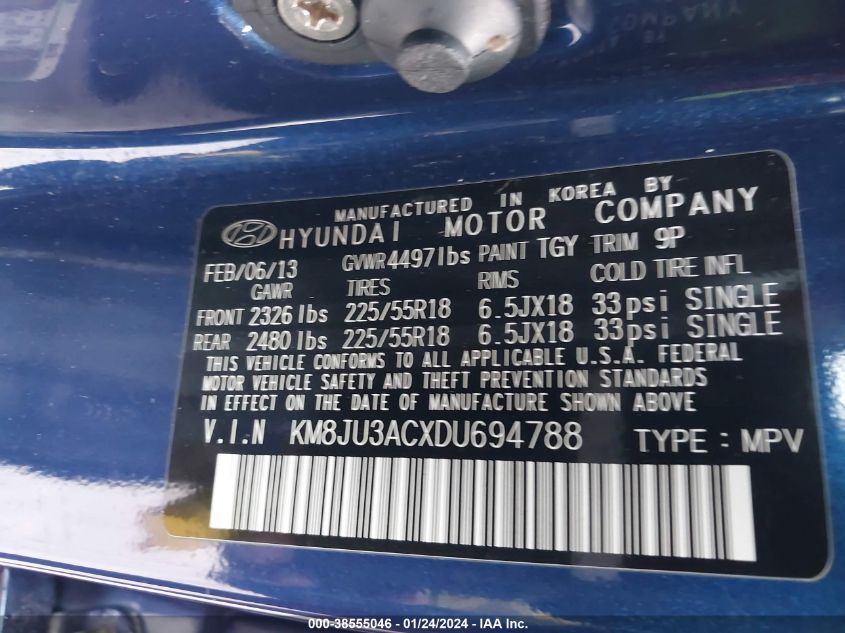 MANUFACTURED IN KOREA BY
HYUNDAI MOTOR COMPANY
FEB/06/13 GVWR 4497lbs PAINT TGY TRIM 9P
GAWR TIRES RIMS COLD TIRE INFL
FRONT 2326 lbs 225/55R18 6.5JX18 33psi SINGLE
REAR 2480 lbs 225/55R18 6.5JX18 33psi SINGLE
THIS VEHICLE CONFORMS TO ALL APPLICABLE U.S.A. FEDERAL
MOTOR VEHICLE SAFETY AND THEFT PREVENTION STANDARDS
IN EFFECT ON THE DATE OF MANUFACTURE SHOWN ABOVE
V.I.N KM8JU3ACXDU694788 TYPE : MPV
KM - 38555046 - 01/24/2024 - IAA Inc.